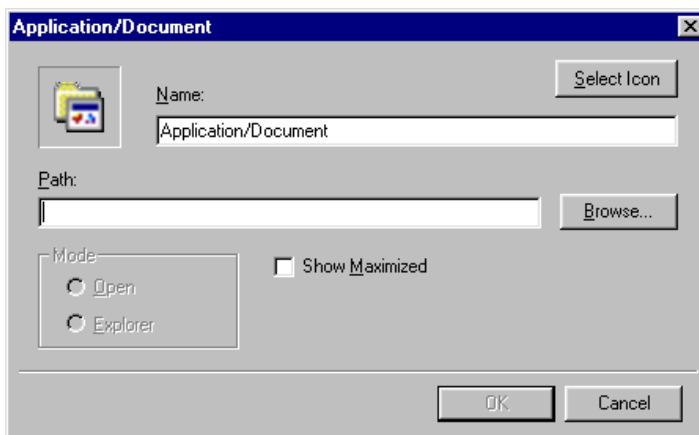 Application/Document
Select Icon
Name:
Application/Document
Path:
Browse...
Mode
Show Maximized
Open
Explorer
OK
Cancel